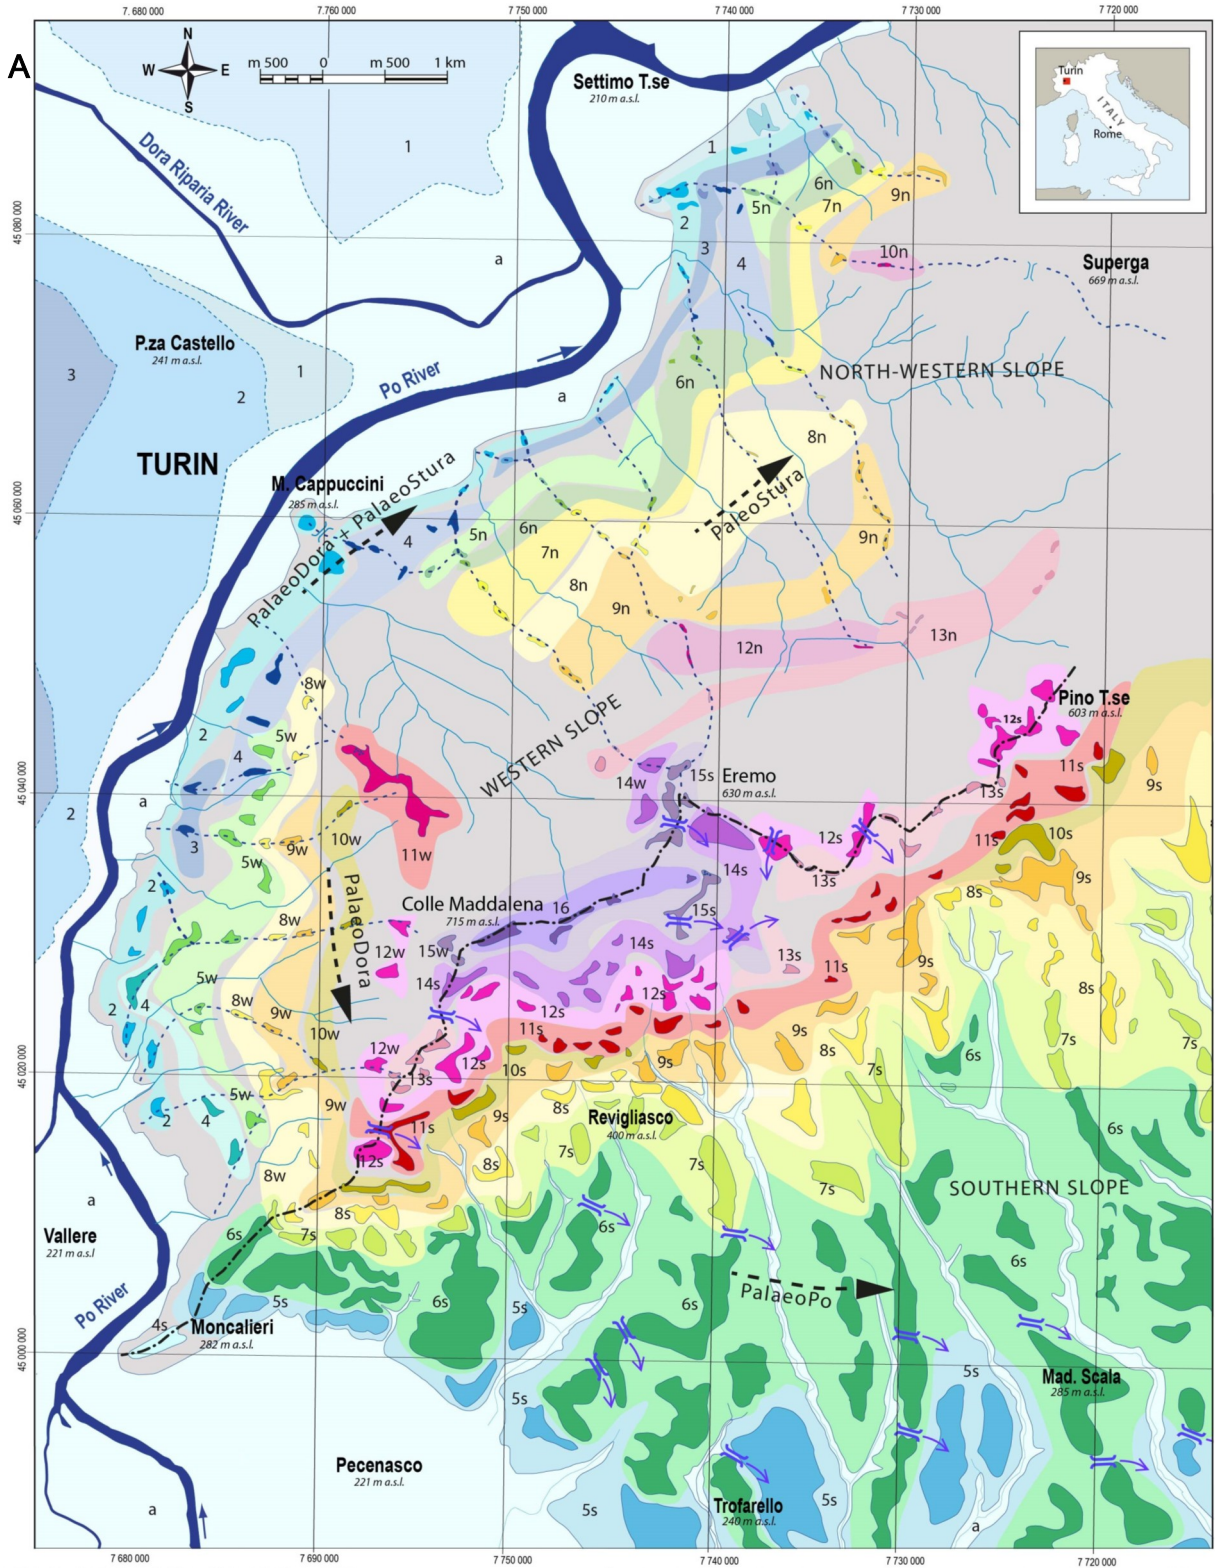 7. 680 000
7.760 000
7 750 000
7 740 000
7 730 000
7 720 000
A
N
W
E
S
m 500
0
m 500
1 km
Settimo T.se
210 m a.s.l.
Turin
ITALY
Rome
1
1
Dora Riparia River
6n
5n
7n
9n
2
3
4
10n
45 080 000
a
Superga
669 m a.s.l.
P.za Castello
241 m a.s.l.
3
2
1
Po River
a
6n
NORTH-WESTERN SLOPE
8n
TURIN
M. Cappuccini
285 m a.s.l.
PalaeoDora + PalaeoStura
PaleoStura
45 060 000
4
5n
6n
7n
8n
9n
9n
12n
13n
8w
WESTERN SLOPE
Pino T.se
603 m a.s.l.
12s
2
5w
4
11s
9s
14w
15s
Eremo
630 m a.s.l.
13s
45 040 000
a
2
3
5w
9w
10w
11w
12s
11s
10s
13s
14s
9s
8s
2
PalaeoDora
Colle Maddalena
715 m a.s.l.
16
15s
8w
12w
15w
14s
14s
13s
11s
9s
5w
8w
2
4
9w
12s
12s
8s
10w
11s
9s
8s
7s
7s
45 020 000
12w
13s
12s
10s
9s
7s
6s
5w
2
4
9w
11s
9s
8s
Revigliasco
400 m a.s.l.
6s
8w
12s
8s
7s
7s
7s
SOUTHERN SLOPE
a
Vallere
221 m a.s.l
6s
7s
8s
6s
6s
Po River
5s
6s
5s
6s
PalaeoPo
4s
Moncalieri
282 m a.s.l.
45 000 000
5s
5s
Mad. Scala
285 m a.s.l.
Pecenasco
221 m a.s.l.
a
5s
Trofarello
240 m a.s.l.
5s
a
7 680 000
7 690 000
7 750 000
7 740 000
7 730 000
7 720 000